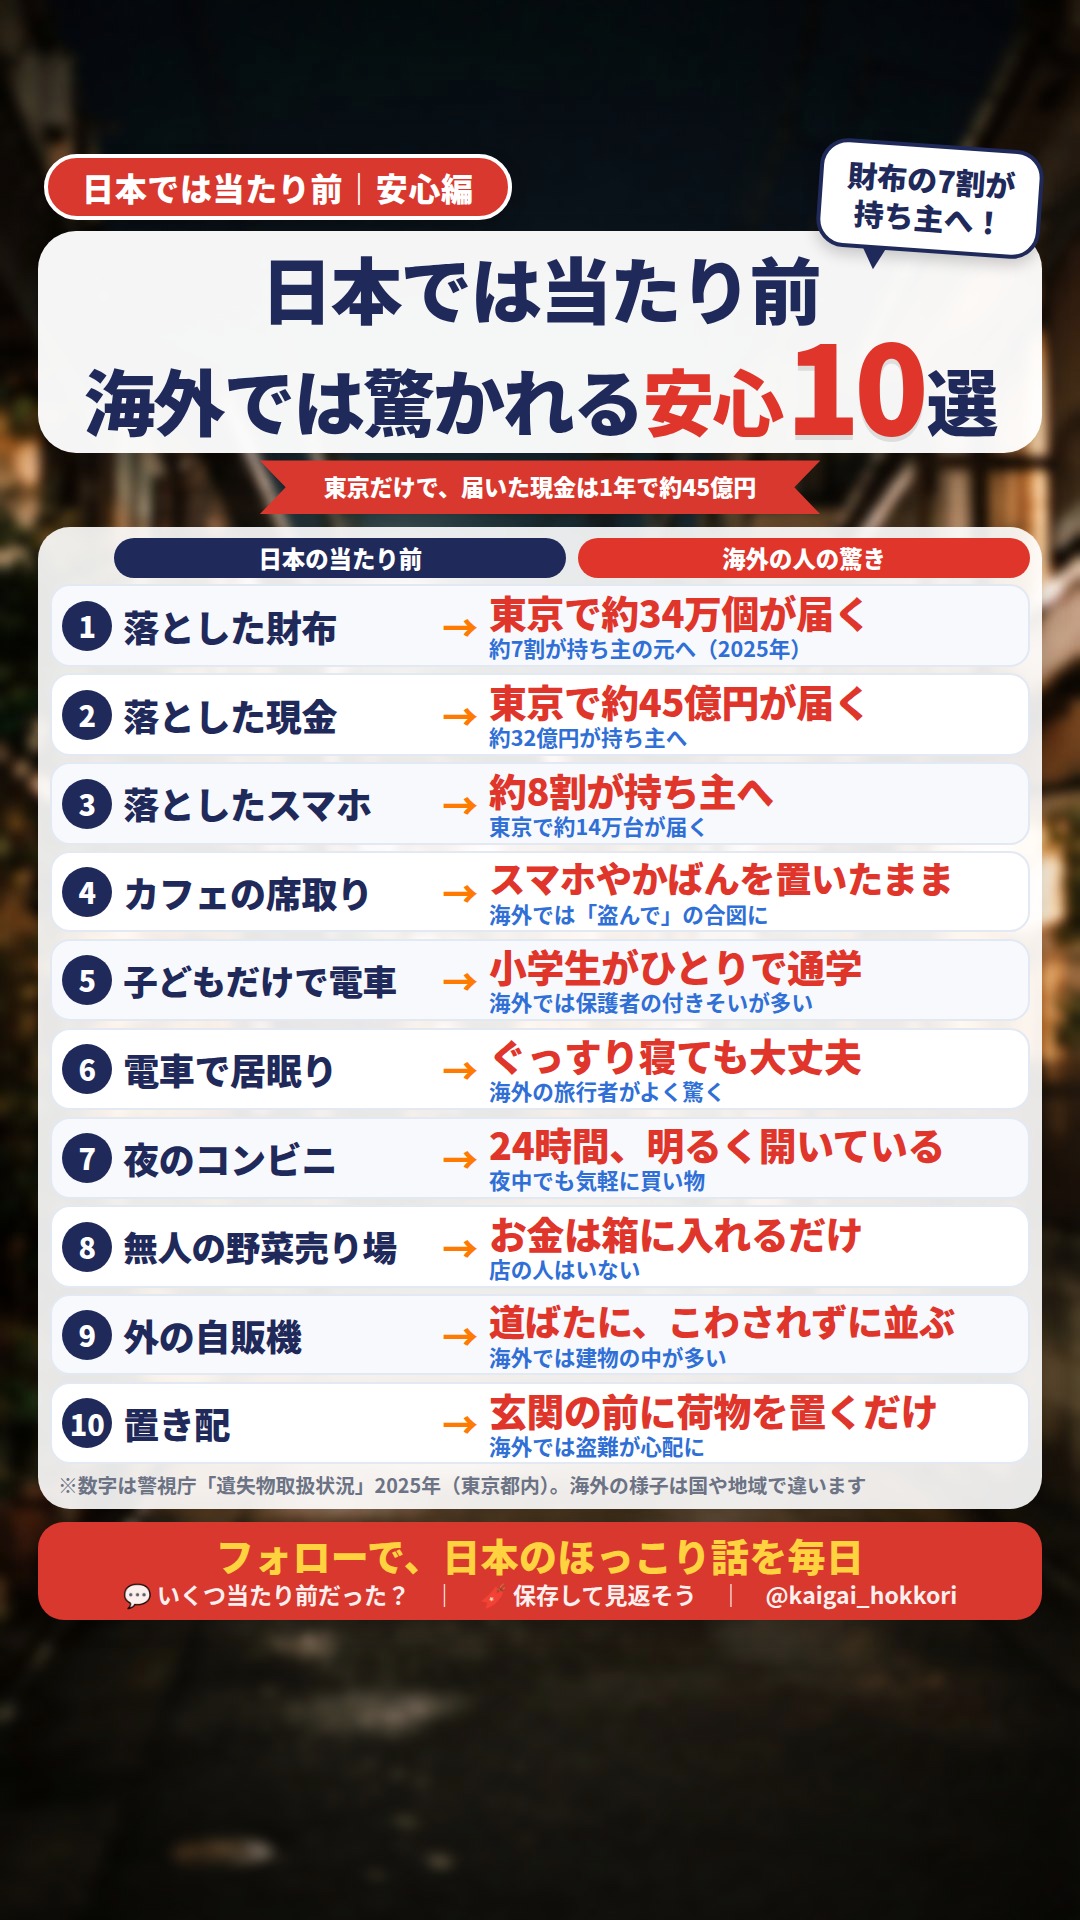 日本では当たり前｜安心編
財布の7割が
持ち主へ！
日本では当たり前
海外では驚かれる安心10選
東京だけで、届いた現金は1年で約45億円
日本の当たり前
海外の人の驚き
1 落とした財布 → 東京で約34万個が届く
約7割が持ち主の元へ（2025年）
2 落とした現金 → 東京で約45億円が届く
約32億円が持ち主へ
3 落としたスマホ → 約8割が持ち主へ
東京で約14万台が届く
4 カフェの席取り → スマホやかばんを置いたまま
海外では「盗んで」の合図に
5 子どもだけで電車 → 小学生がひとりで通学
海外では保護者の付きそいが多い
6 電車で居眠り → ぐっすり寝ても大丈夫
海外の旅行者がよく驚く
7 夜のコンビニ → 24時間、明るく開いている
夜中でも気軽に買い物
8 無人の野菜売り場 → お金は箱に入れるだけ
店の人はいない
9 外の自販機 → 道ばたに、こわされずに並ぶ
海外では建物の中が多い
10 置き配 → 玄関の前に荷物を置くだけ
海外では盗難が心配に
※数字は警視庁「遺失物取扱状況」2025年（東京都内）。海外の様子は国や地域で違います
フォローで、日本のほっこり話を毎日
💬 いくつ当たり前だった？ ｜ 🔖 保存して見返そう ｜ @kaigai_hokkori